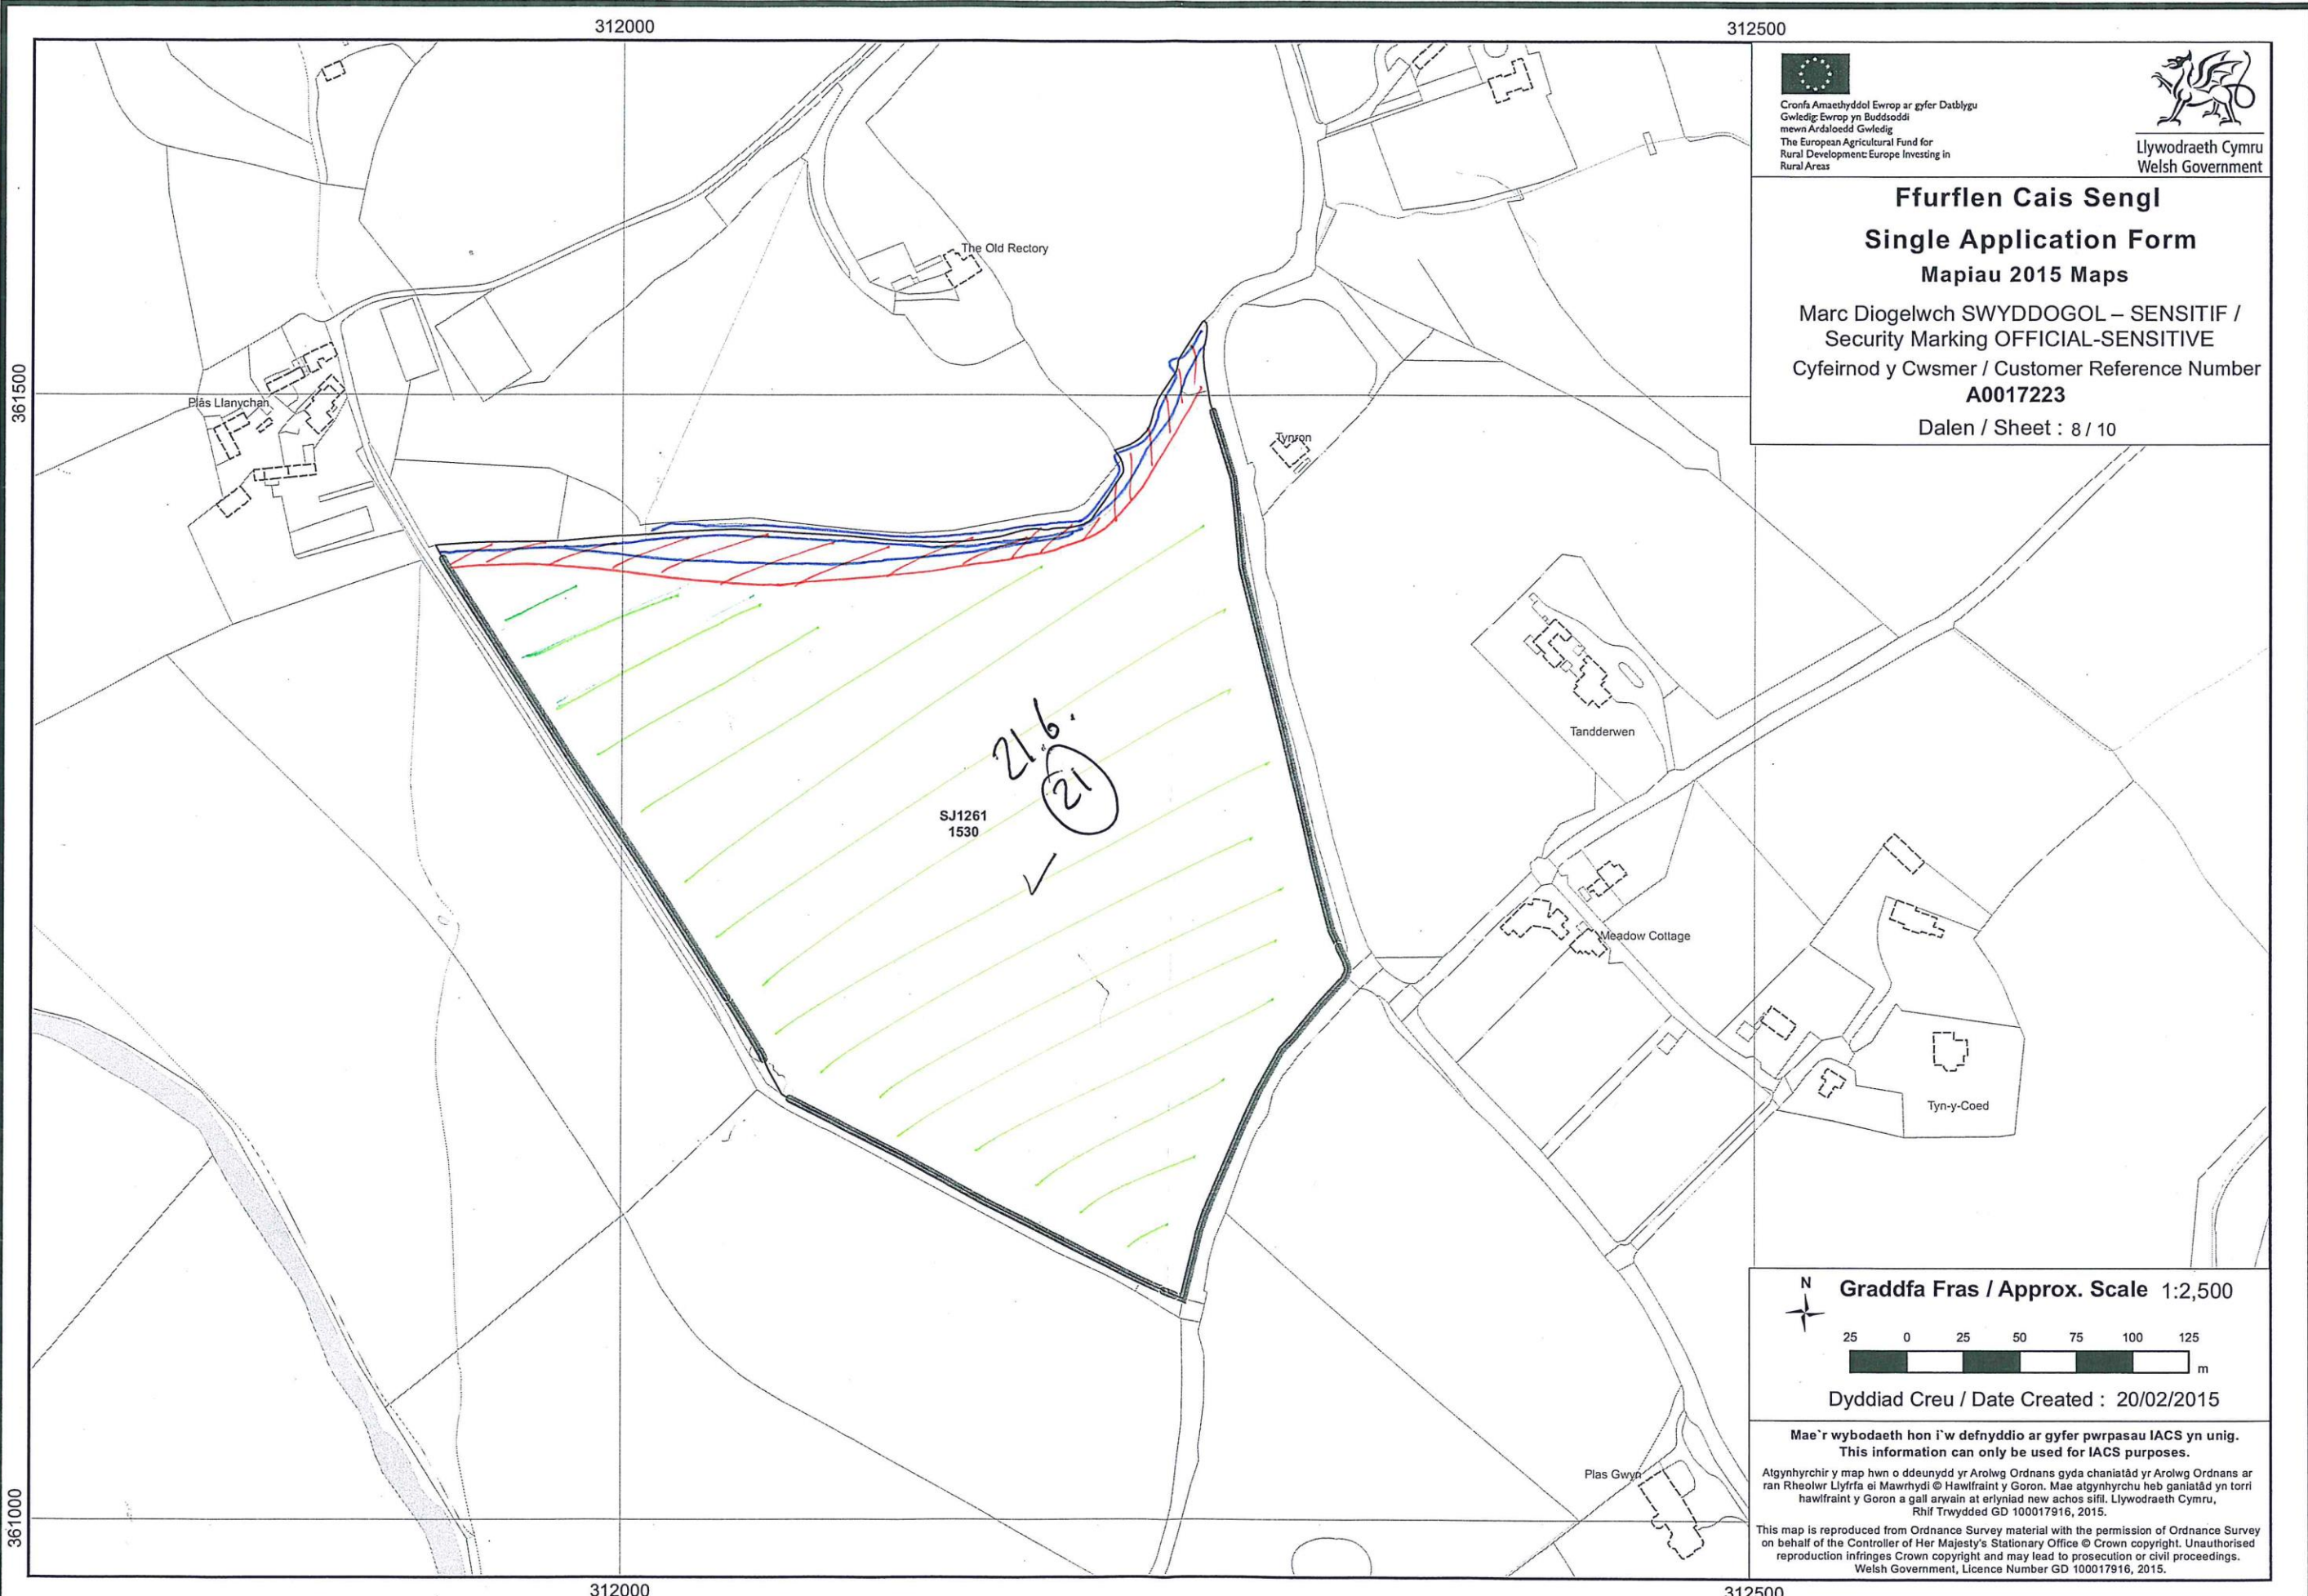 312000
312500
Cronfa Amaethyddol Ewrop ar gyfer Datblygu
Gwledig: Ewrop yn Buddsoddi
mewn Ardaloedd Gwledig
The European Agricultural Fund for
Rural Development: Europe Investing in
Rural Areas
Llywodraeth Cymru
Welsh Government
Ffurflen Cais Sengl
Single Application Form
Mapiau 2015 Maps
Marc Diogelwch SWYDDOGOL – SENSITIF /
Security Marking OFFICIAL-SENSITIVE
Cyfeirnod y Cwsmer / Customer Reference Number
A0017223
Dalen / Sheet : 8 / 10
The Old Rectory
361500
Plâs Llanychan
Tynron
Tandderwen
21.6.
21
SJ1261
1530
Meadow Cottage
Tyn-y-Coed
N
Graddfa Fras / Approx. Scale 1:2,500
25 0 25 50 75 100 125
m
Dyddiad Creu / Date Created : 20/02/2015
Mae`r wybodaeth hon i`w defnyddio ar gyfer pwrpasau IACS yn unig.
This information can only be used for IACS purposes.
Plas Gwyn
Atgynhyrchir y map hwn o ddeunydd yr Arolwg Ordnans gyda chaniatâd yr Arolwg Ordnans ar
ran Rheolwr Llyfrfa ei Mawrhydi © Hawlfraint y Goron. Mae atgynhyrchu heb ganiatâd yn torri
hawlfraint y Goron a gall arwain at erlyniad new achos sifil. Llywodraeth Cymru,
Rhif Trwydded GD 100017916, 2015.
This map is reproduced from Ordnance Survey material with the permission of Ordnance Survey
on behalf of the Controller of Her Majesty's Stationary Office © Crown copyright. Unauthorised
reproduction infringes Crown copyright and may lead to prosecution or civil proceedings.
Welsh Government, Licence Number GD 100017916, 2015.
361000
312000
312500